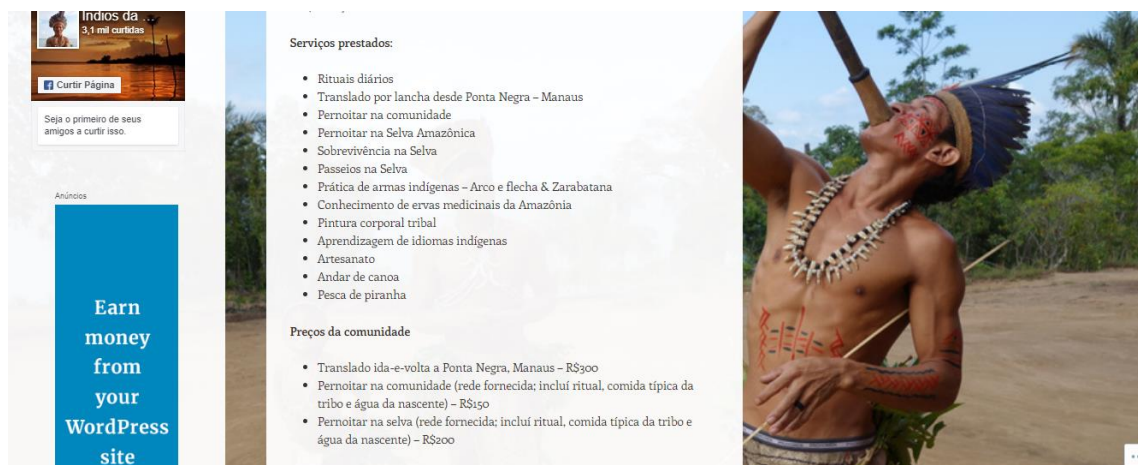 Índios da ...
3,1 mil curtidas
Curtir Página
Seja o primeiro de seus
amigos a curtir isso.
Anúncios
Earn
money
from
your
WordPress
site
Serviços prestados:
Rituais diários
Translado por lancha desde Ponta Negra – Manaus
Pernoitar na comunidade
Pernoitar na Selva Amazônica
Sobrevivência na Selva
Passeios na Selva
Prática de armas indígenas – Arco e flecha & Zarabatana
Conhecimento de ervas medicinais da Amazônia
Pintura corporal tribal
Aprendizagem de idiomas indígenas
Artesanato
Andar de canoa
Pesca de piranha
Preços da comunidade
Translado ida-e-volta a Ponta Negra, Manaus – R$300
Pernoitar na comunidade (rede fornecida; incluí ritual, comida típica da
tribo e água da nascente) – R$150
Pernoitar na selva (rede fornecida; incluí ritual, comida típica da tribo e
água da nascente) – R$200